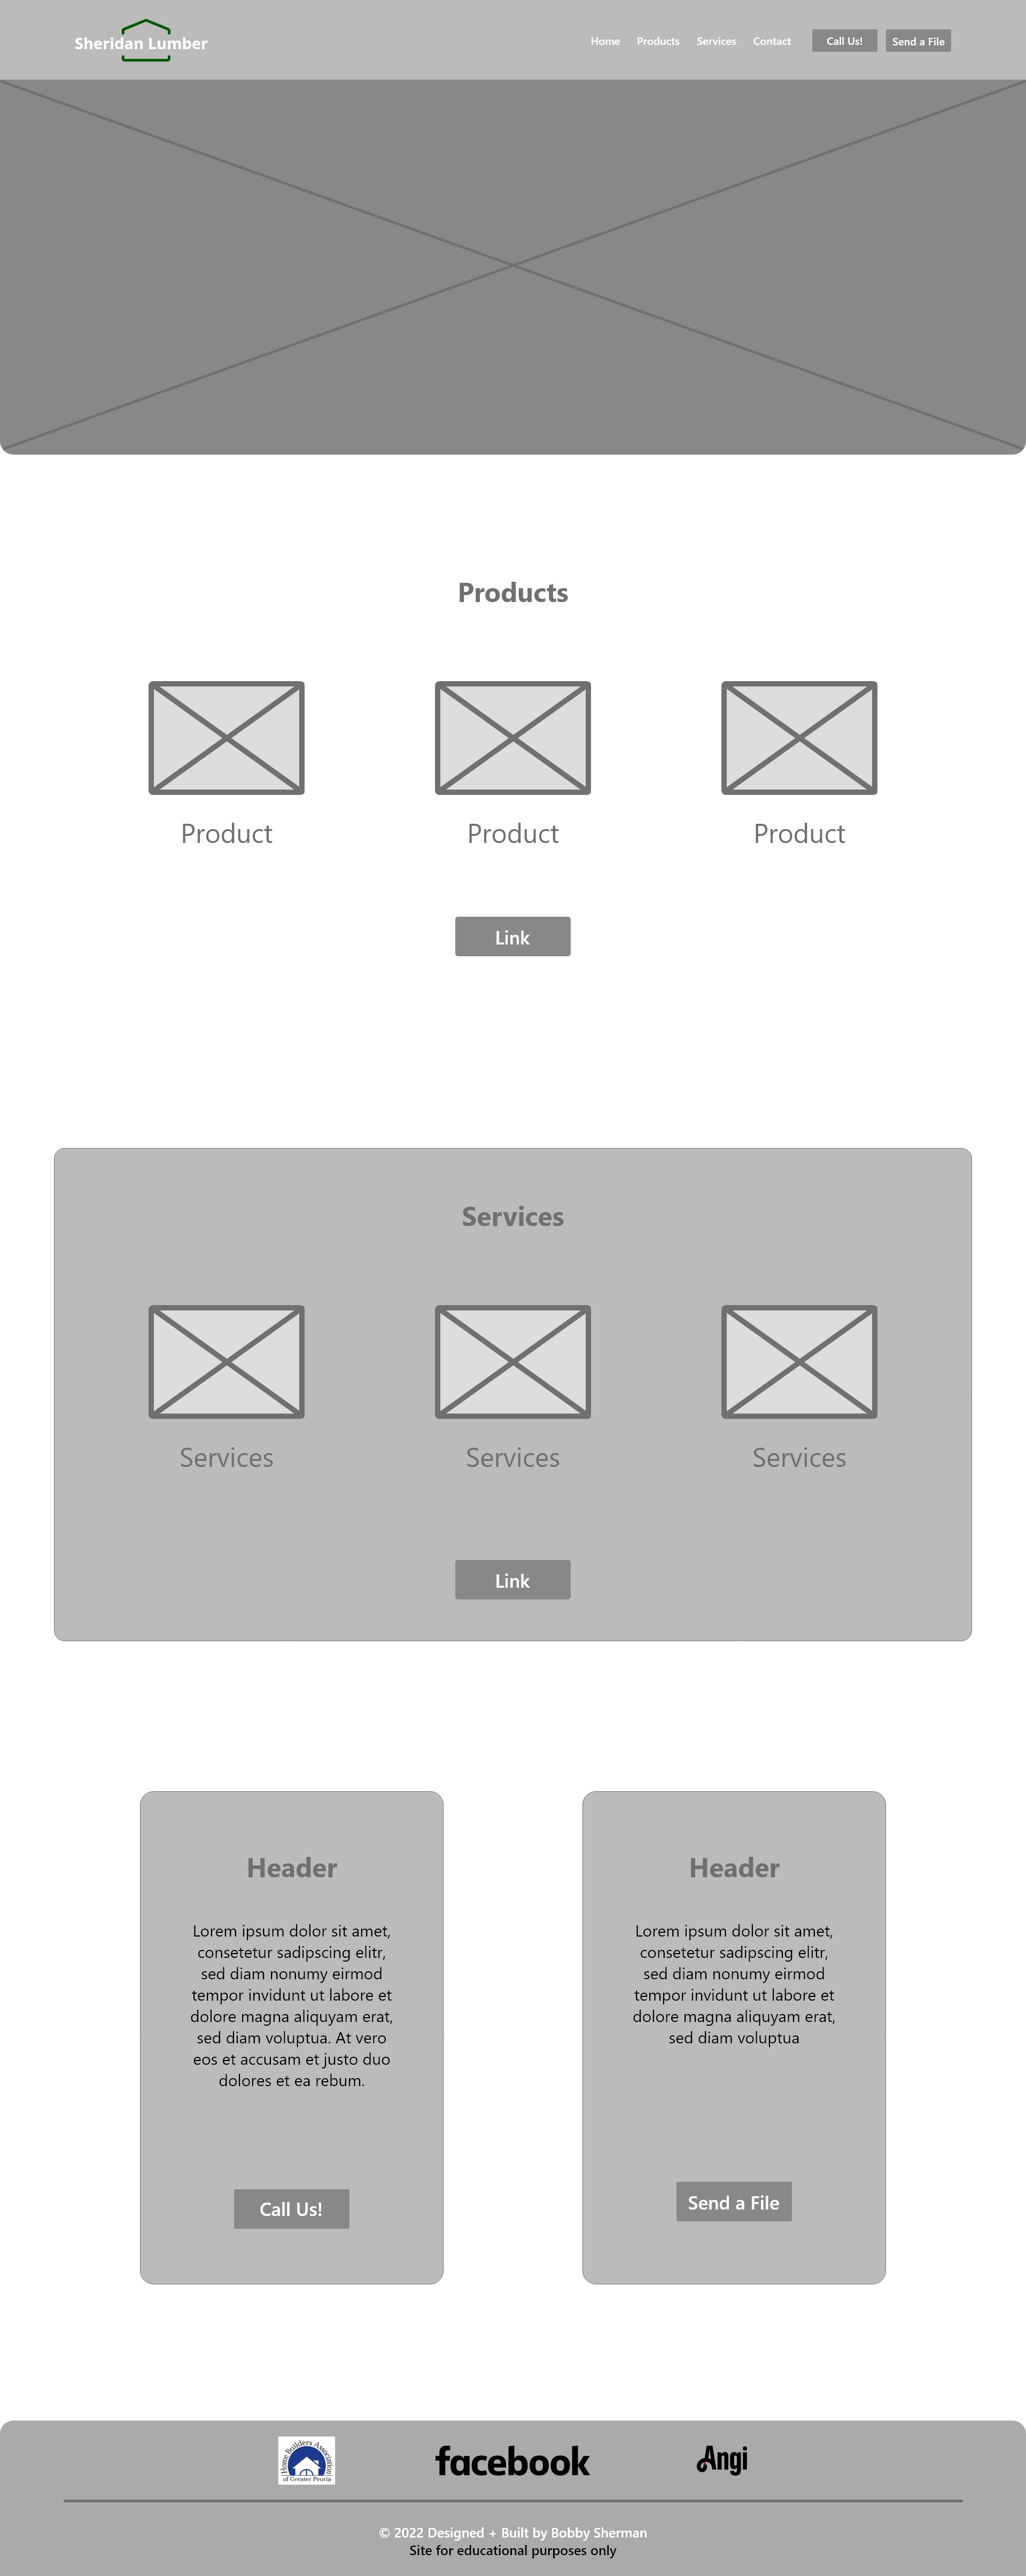 Sheridan Lumber
Home Products Services Contact Call Us! Send a File
Products
Product Product Product
Link
Services
Services Services Services
Link
Header
Lorem ipsum dolor sit amet,
consetetur sadipscing elitr,
sed diam nonumy eirmod
tempor invidunt ut labore et
dolore magna aliquyam erat,
sed diam voluptua. At vero
eos et accusam et justo duo
dolores et ea rebum.
Call Us!
Header
Lorem ipsum dolor sit amet,
consetetur sadipscing elitr,
sed diam nonumy eirmod
tempor invidunt ut labore et
dolore magna aliquyam erat,
sed diam voluptua
Send a File
Home Builders Association
of Greater Peoria
facebook
Angi
© 2022 Designed + Built by Bobby Sherman
Site for educational purposes only